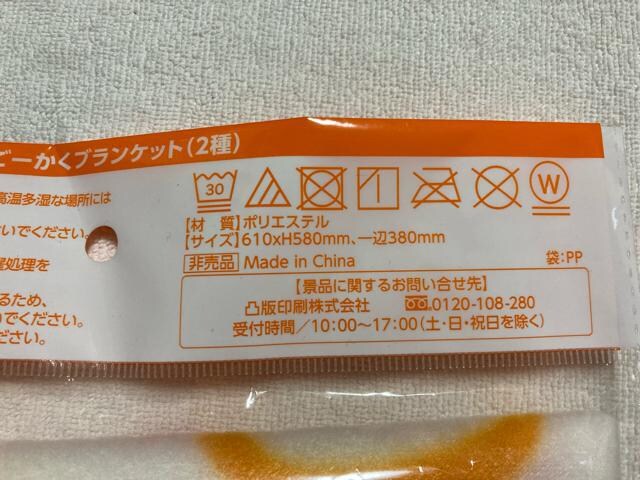 ごーかくブランケット(2種)
高温多湿な場所には
ないでください。
処理を
るため、
いでください。
30
W
【材 質】ポリエステル
【サイズ】610xH580mm、一辺380mm
非売品 Made in China
袋:PP
【景品に関するお問い合せ先】
凸版印刷株式会社 0120-108-280
受付時間/10:00〜17:00(土・日・祝日を除く)